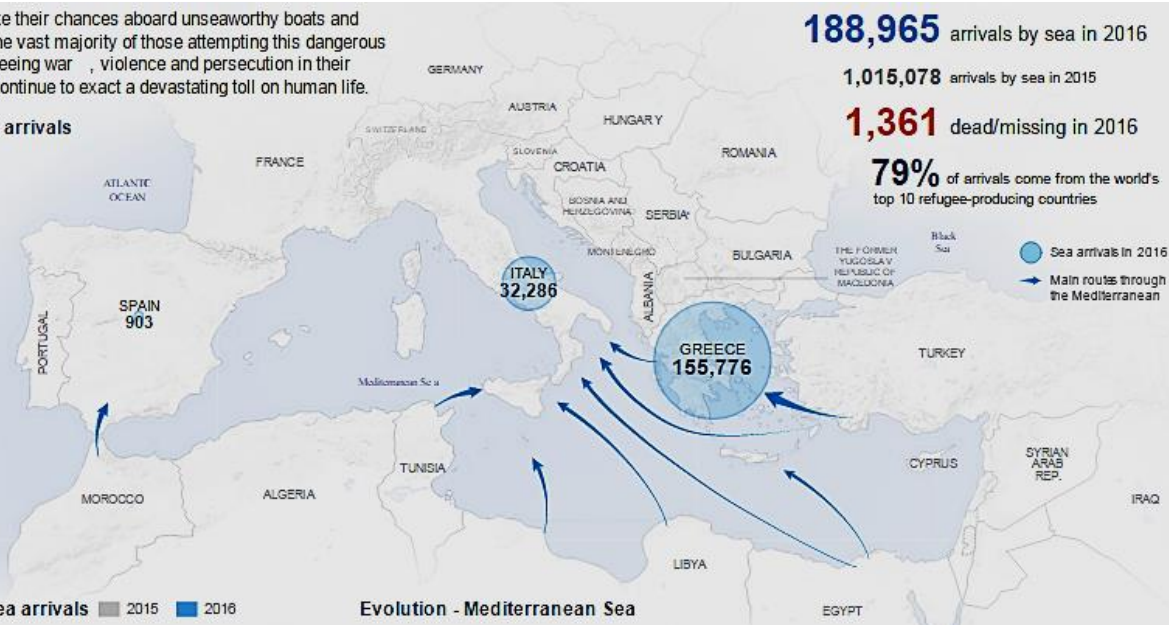 te their chances aboard unseaworthy boats and
he vast majority of those attempting this dangerous
eeing war , violence and persecution in their
ontinue to exact a devastating toll on human life.
arrivals
188,965 arrivals by sea in 2016
1,015,078 arrivals by sea in 2015
1,361 dead/missing in 2016
79% of arrivals come from the world's
top 10 refugee-producing countries
Sea arrivals in 2016
Main routes through
the Mediterranean
GERMANY
AUSTRIA
HUNGARY
SWITZERLAND
SLOVENIA
CROATIA
ROMANIA
FRANCE
ATLANTIC
OCEAN
BOSNIA AND
HERZEGOVINA
SERBIA
MONTENEGRO
BULGARIA
THE FORMER
YUGOSLAV
REPUBLIC OF
MACEDONIA
Black
Sea
ITALY
32,286
ALBANIA
SPAIN
903
PORTUGAL
GREECE
155,776
TURKEY
Mediterranean Sea
TUNISIA
CYPRUS
SYRIAN
ARAB
REP.
MOROCCO
ALGERIA
IRAQ
LIBYA
EGYPT
ea arrivals 2015 2016
Evolution - Mediterranean Sea